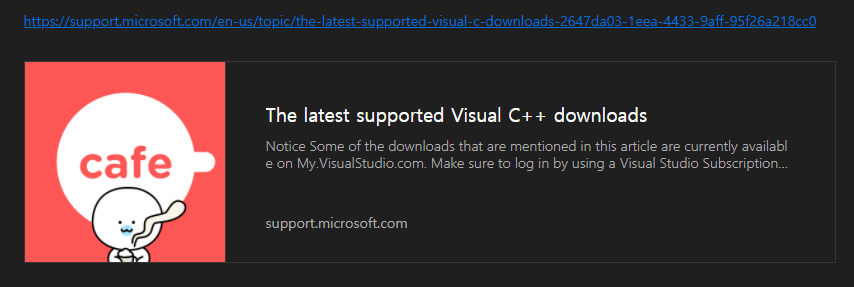 https://support.microsoft.com/en-us/topic/the-latest-supported-visual-c-downloads-2647da03-1eea-4433-9aff-95f26a218cc0
cafe
The latest supported Visual C++ downloads
Notice Some of the downloads that are mentioned in this article are currently availabl
e on My.VisualStudio.com. Make sure to log in by using a Visual Studio Subscription...
support.microsoft.com